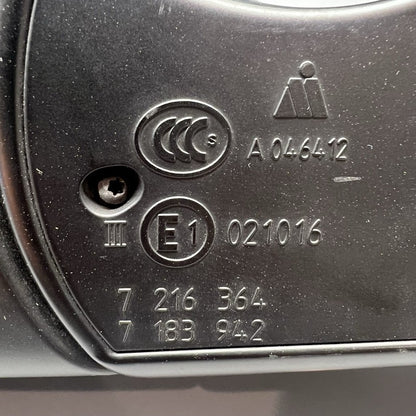 CCC S
A 046412
III E1 021016
7 216 364
7 183 942